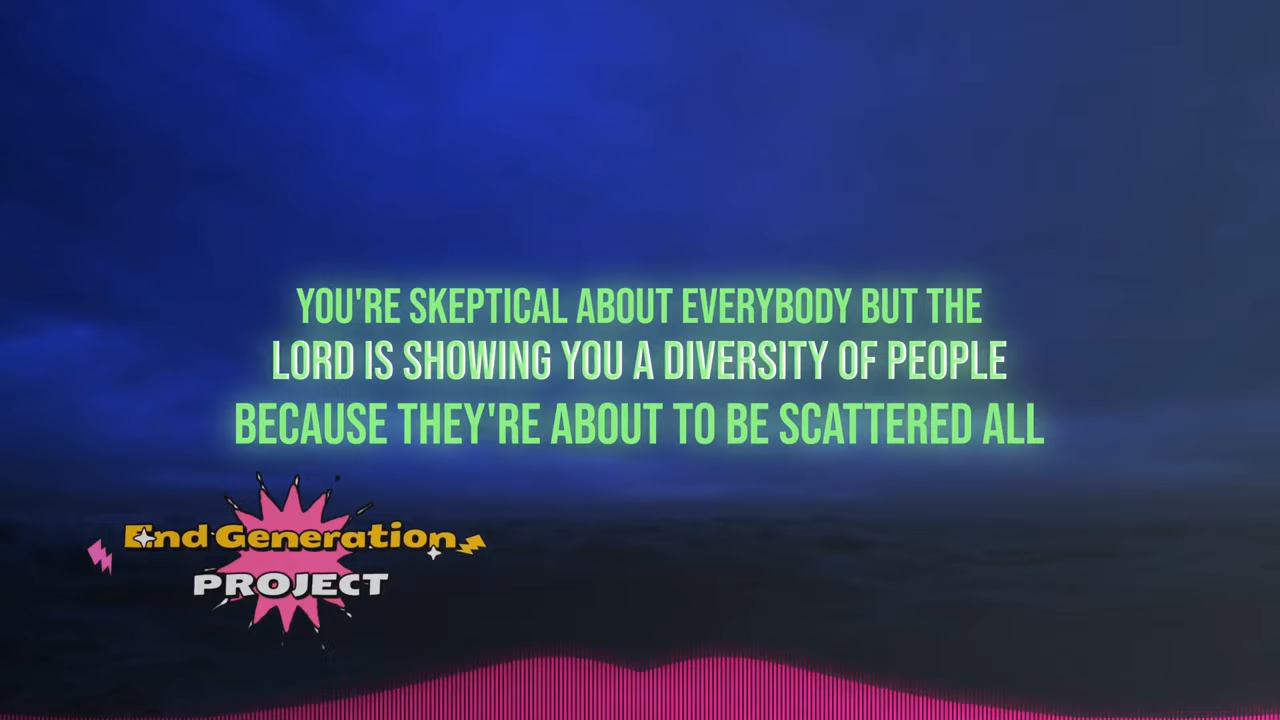 YOU'RE SKEPTICAL ABOUT EVERYBODY BUT THE
LORD IS SHOWING YOU A DIVERSITY OF PEOPLE
BECAUSE THEY'RE ABOUT TO BE SCATTERED ALL
End Generation
PROJECT